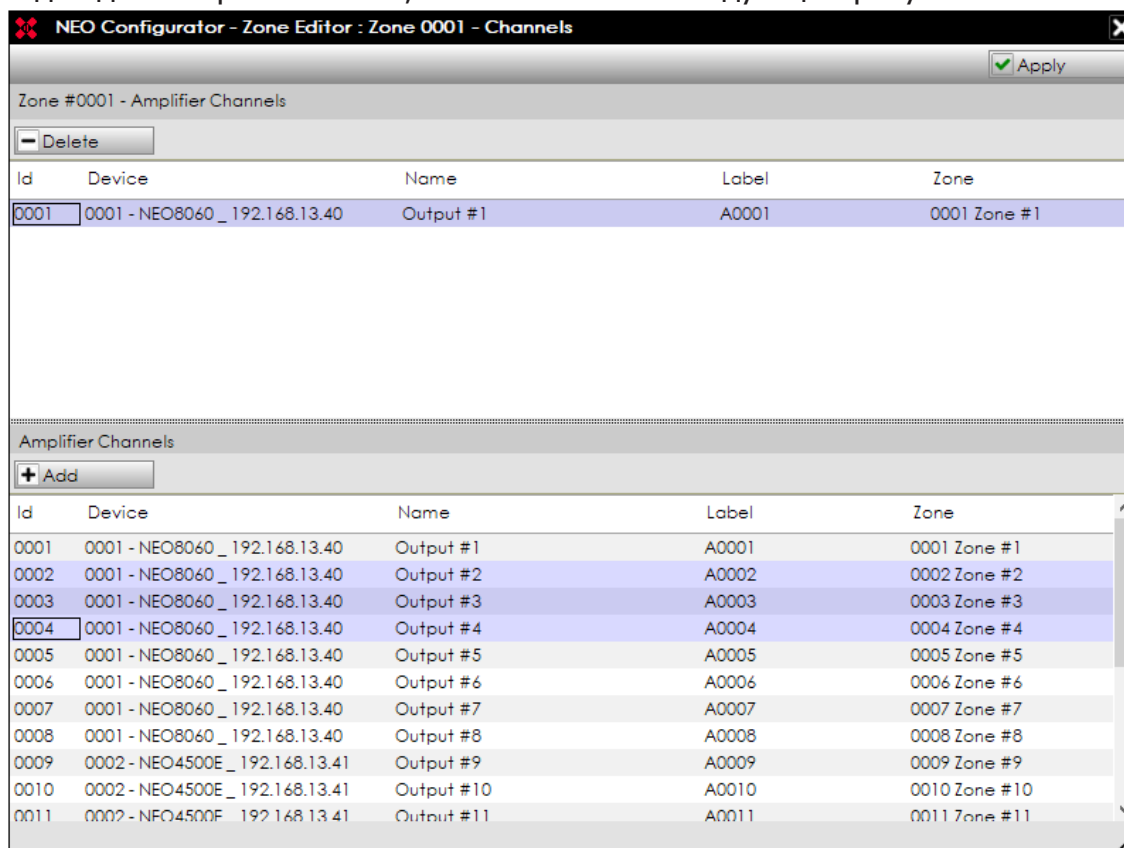 NEO Configurator - Zone Editor : Zone 0001 - Channels
Apply
Zone #0001 - Amplifier Channels
Delete
Id Device Name Label Zone
0001 0001 - NEO8060 _ 192.168.13.40 Output #1 A0001 0001 Zone #1
Amplifier Channels
Add
Id Device Name Label Zone
0001 0001 - NEO8060 _ 192.168.13.40 Output #1 A0001 0001 Zone #1
0002 0001 - NEO8060 _ 192.168.13.40 Output #2 A0002 0002 Zone #2
0003 0001 - NEO8060 _ 192.168.13.40 Output #3 A0003 0003 Zone #3
0004 0001 - NEO8060 _ 192.168.13.40 Output #4 A0004 0004 Zone #4
0005 0001 - NEO8060 _ 192.168.13.40 Output #5 A0005 0005 Zone #5
0006 0001 - NEO8060 _ 192.168.13.40 Output #6 A0006 0006 Zone #6
0007 0001 - NEO8060 _ 192.168.13.40 Output #7 A0007 0007 Zone #7
0008 0001 - NEO8060 _ 192.168.13.40 Output #8 A0008 0008 Zone #8
0009 0002 - NEO4500E _ 192.168.13.41 Output #9 A0009 0009 Zone #9
0010 0002 - NEO4500E _ 192.168.13.41 Output #10 A0010 0010 Zone #10
0011 0002 - NEO4500E _ 192.168.13.41 Output #11 A0011 0011 Zone #11